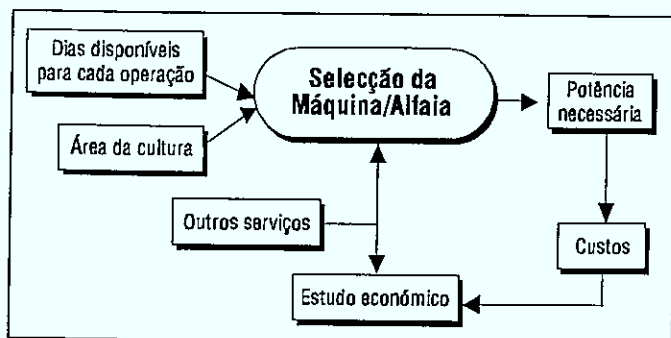 Dias disponíveis
para cada operação
Selecção da
Máquina/Alfaia
Potência
necessária
Área da cultura
Outros serviços
Custos
Estudo económico